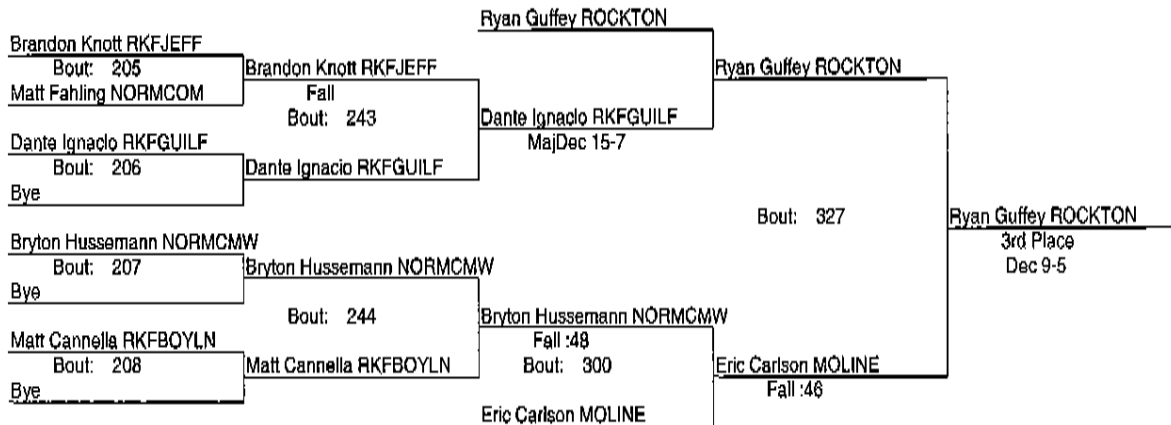 Ryan Guffey ROCKTON
Brandon Knott RKFJEFF
Bout: 205
Brandon Knott RKFJEFF
Ryan Guffey ROCKTON
Matt Fahling NORMCOM
Fall
Bout: 243
Dante Ignacio RKFGUILF
MajDec 15-7
Dante Ignacio RKFGUILF
Bout: 206
Dante Ignacio RKFGUILF
Bye
Bout: 327
Ryan Guffey ROCKTON
3rd Place
Dec 9-5
Bryton Hussemann NORMCMW
Bout: 207
Bryton Hussemann NORMCMW
Bye
Bout: 244
Bryton Hussemann NORMCMW
Fall :48
Matt Cannella RKFBOYLN
Bout: 208
Matt Cannella RKFBOYLN
Bout: 300
Eric Carlson MOLINE
Fall :46
Bye
Eric Carlson MOLINE